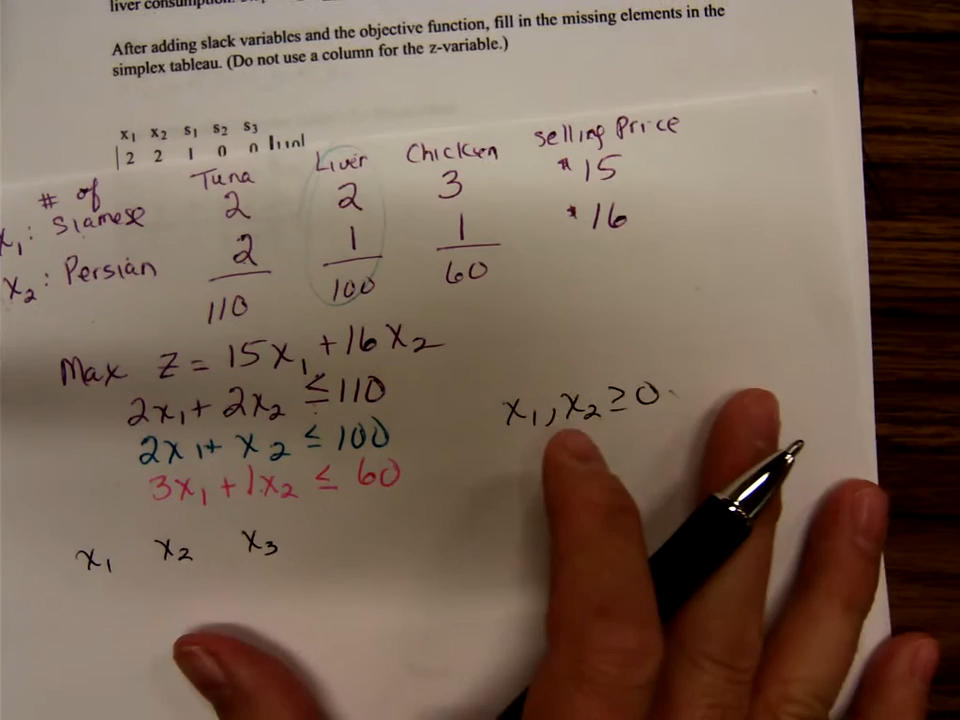 liver consumption.
After adding slack variables and the objective function, fill in the missing elements in the
simplex tableau. (Do not use a column for the z-variable.)
x₁ x₂ s₁ s₂ s₃
| 2 2 1 0 0
Tuna Liver Chicken Selling Price
# of
x₁: Siamese 2 2 3 $15
x₂: Persian 2 1 1 $16
110 100 60
Max z = 15x₁ + 16x₂
2x₁ + 2x₂ ≤ 110
x₁, x₂ ≥ 0
2x₁ + x₂ ≤ 100
3x₁ + 1x₂ ≤ 60
x₁ x₂ x₃